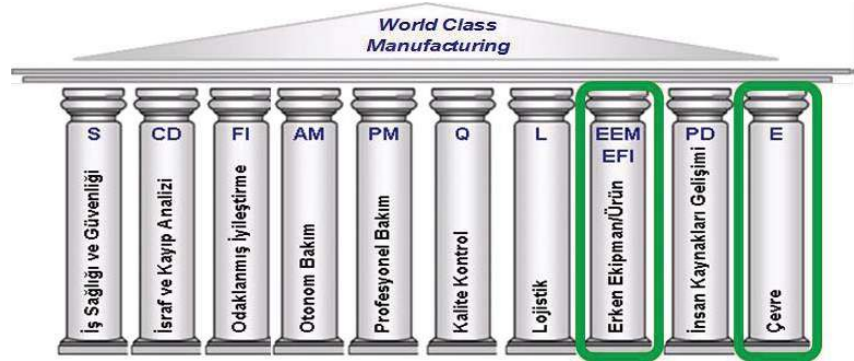 World Class
Manufacturing
S
İş Sağlığı ve Güvenliği
CD
İsraf ve Kayıp Analizi
FI
Odaklanmış İyileştirme
AM
Otonom Bakım
PM
Profesyonel Bakım
Q
Kalite Kontrol
L
Lojistik
EEM
EFI
Erken Ekipman/Ürün
PD
İnsan Kaynakları Gelişimi
E
Çevre